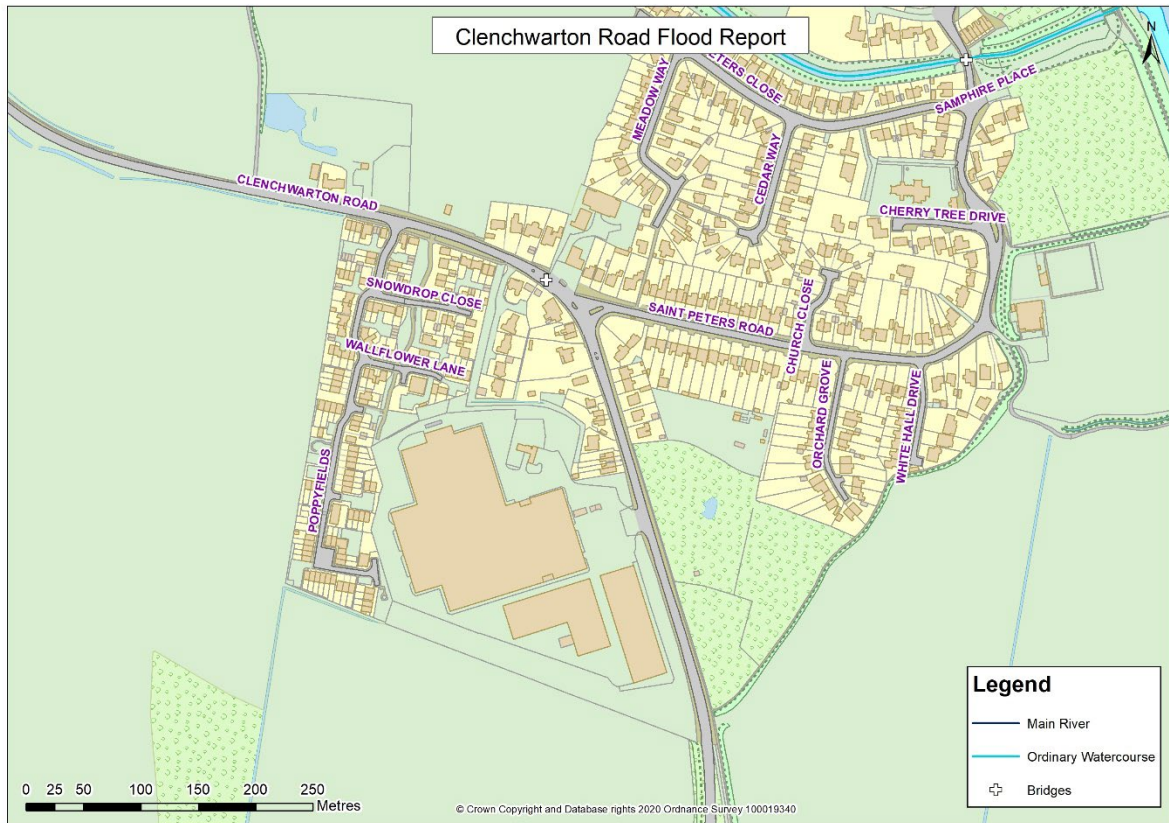 Clenchwarton Road Flood Report
N
PETERS CLOSE
MEADOW WAY
SAMPHIRE PLACE
CEDAR WAY
CLENCHWARTON ROAD
CHERRY TREE DRIVE
SNOWDROP CLOSE
SAINT PETERS ROAD
CHURCH CLOSE
WALLFLOWER LANE
ORCHARD GROVE
WHITE HALL DRIVE
POPPYFIELDS
Legend
Main River
Ordinary Watercourse
Bridges
0 25 50 100 150 200 250
Metres
© Crown Copyright and Database rights 2020 Ordnance Survey 100019340